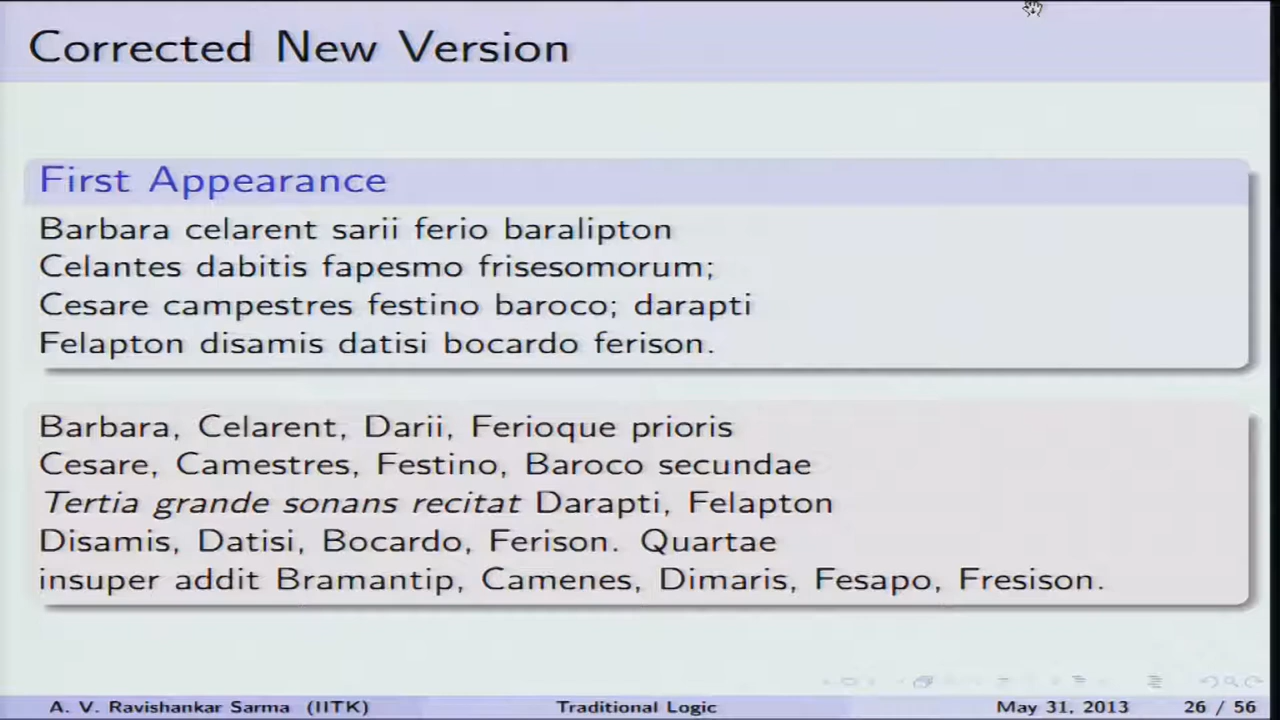 Corrected New Version
First Appearance
Barbara celarent sarii ferio baralipton
Celantes dabitis fapesmo frisesomorum;
Cesare campestres festino baroco; darapti
Felapton disamis datisi bocardo ferison.
Barbara, Celarent, Darii, Ferioque prioris
Cesare, Camestres, Festino, Baroco secundae
Tertia grande sonans recitat Darapti, Felapton
Disamis, Datisi, Bocardo, Ferison. Quartae
insuper addit Bramantip, Camenes, Dimaris, Fesapo, Fresison.
A. V. Ravishankar Sarma (IITK) Traditional Logic May 31, 2013 26 / 56